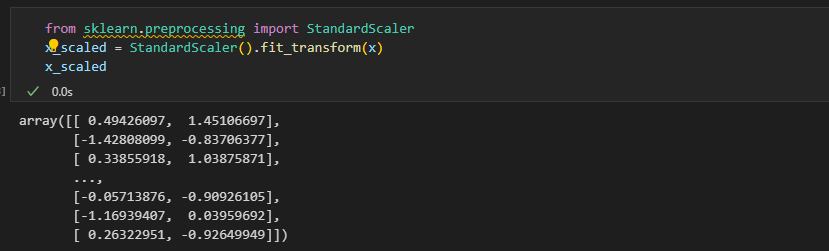 from sklearn.preprocessing import StandardScaler
x_scaled = StandardScaler().fit_transform(x)
x_scaled
0.0s
array([[ 0.49426097,  1.45106697],
       [-1.42808099, -0.83706377],
       [ 0.33855918,  1.03875871],
       ...,
       [-0.05713876, -0.90926105],
       [-1.16939407,  0.03959692],
       [ 0.26322951, -0.92649949]])